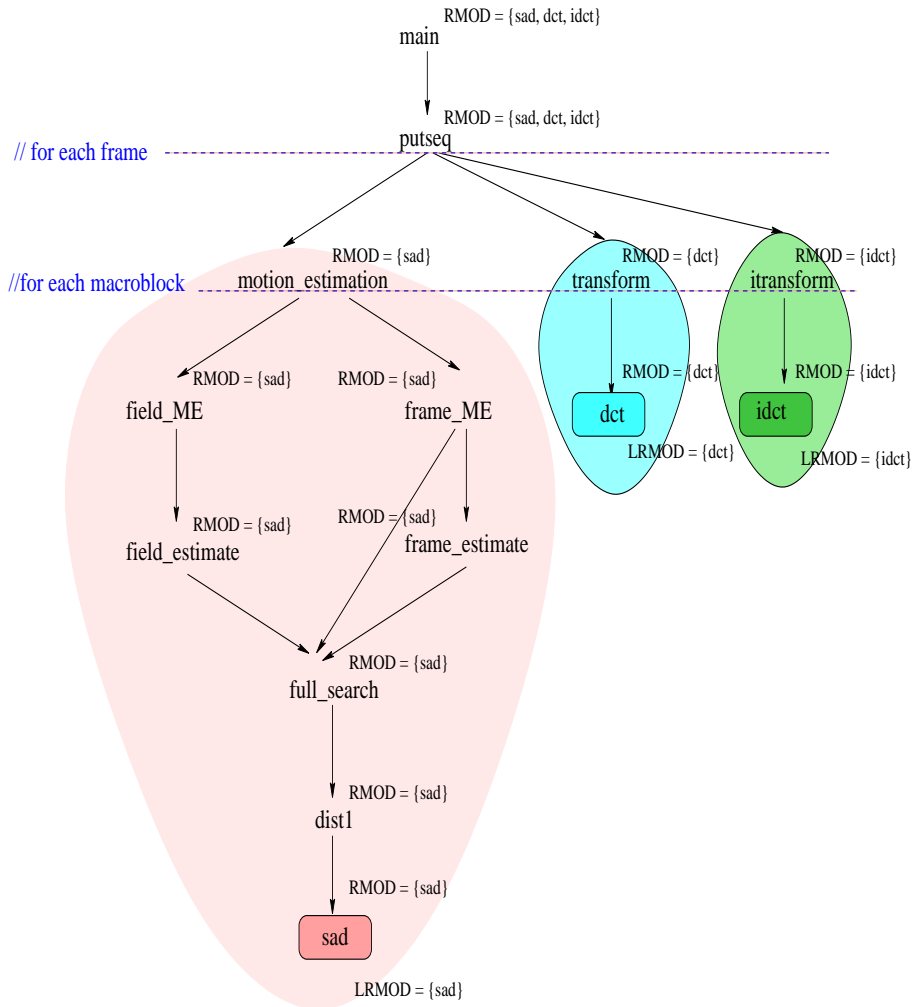 RMOD = {sad, dct, idct}
main
RMOD = {sad, dct, idct}
putseq
// for each frame
RMOD = {sad}
RMOD = {dct}
RMOD = {idct}
//for each macroblock
motion_estimation
transform
itransform
RMOD = {sad}
RMOD = {sad}
RMOD = {dct}
RMOD = {idct}
field_ME
frame_ME
dct
idct
LRMOD = {dct}
LRMOD = {idct}
RMOD = {sad}
RMOD = {sad}
field_estimate
frame_estimate
RMOD = {sad}
full_search
RMOD = {sad}
dist1
RMOD = {sad}
sad
LRMOD = {sad}